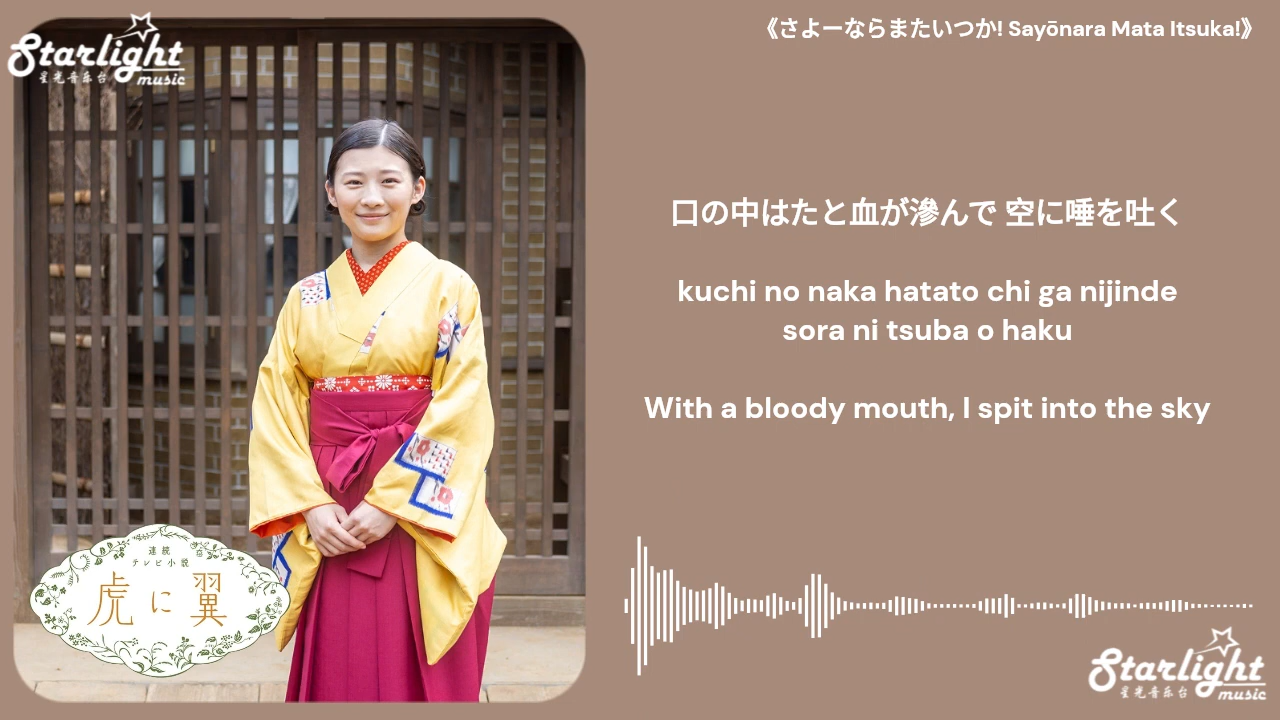 Starlight
星光音乐台 music
《さよーならまたいつか! Sayōnara Mata Itsuka!》
口の中はたと血が滲んで 空に唾を吐く
kuchi no naka hatato chi ga nijinde
sora ni tsuba o haku
With a bloody mouth, I spit into the sky
連続
テレビ小説
虎に翼
Starlight
星光音乐台 music